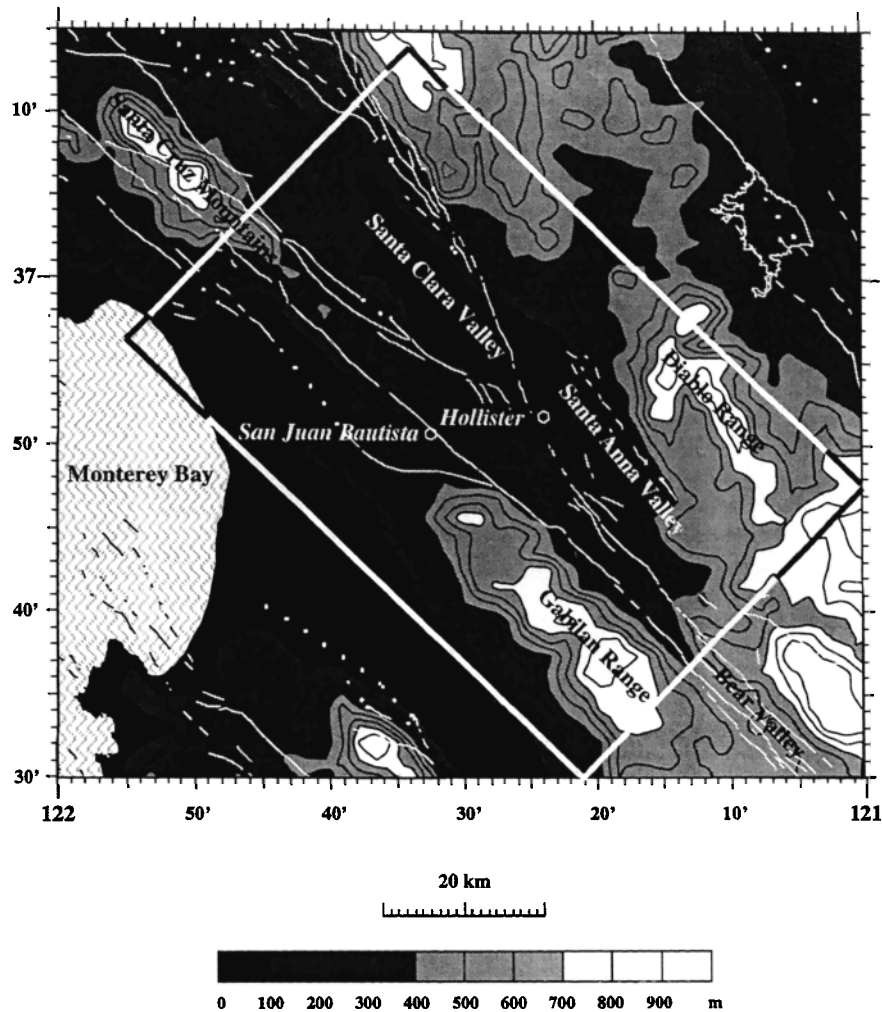 10'
Santa Cruz Mountains
37
Santa Clara Valley
Diablo Range
Hollister
San Juan Bautista
Santa Anna Valley
50'
Monterey Bay
40'
Gabilan Range
Bear Valley
30'
122 50' 40' 30' 20' 10' 121
20 km
0 100 200 300 400 500 600 700 800 900 m